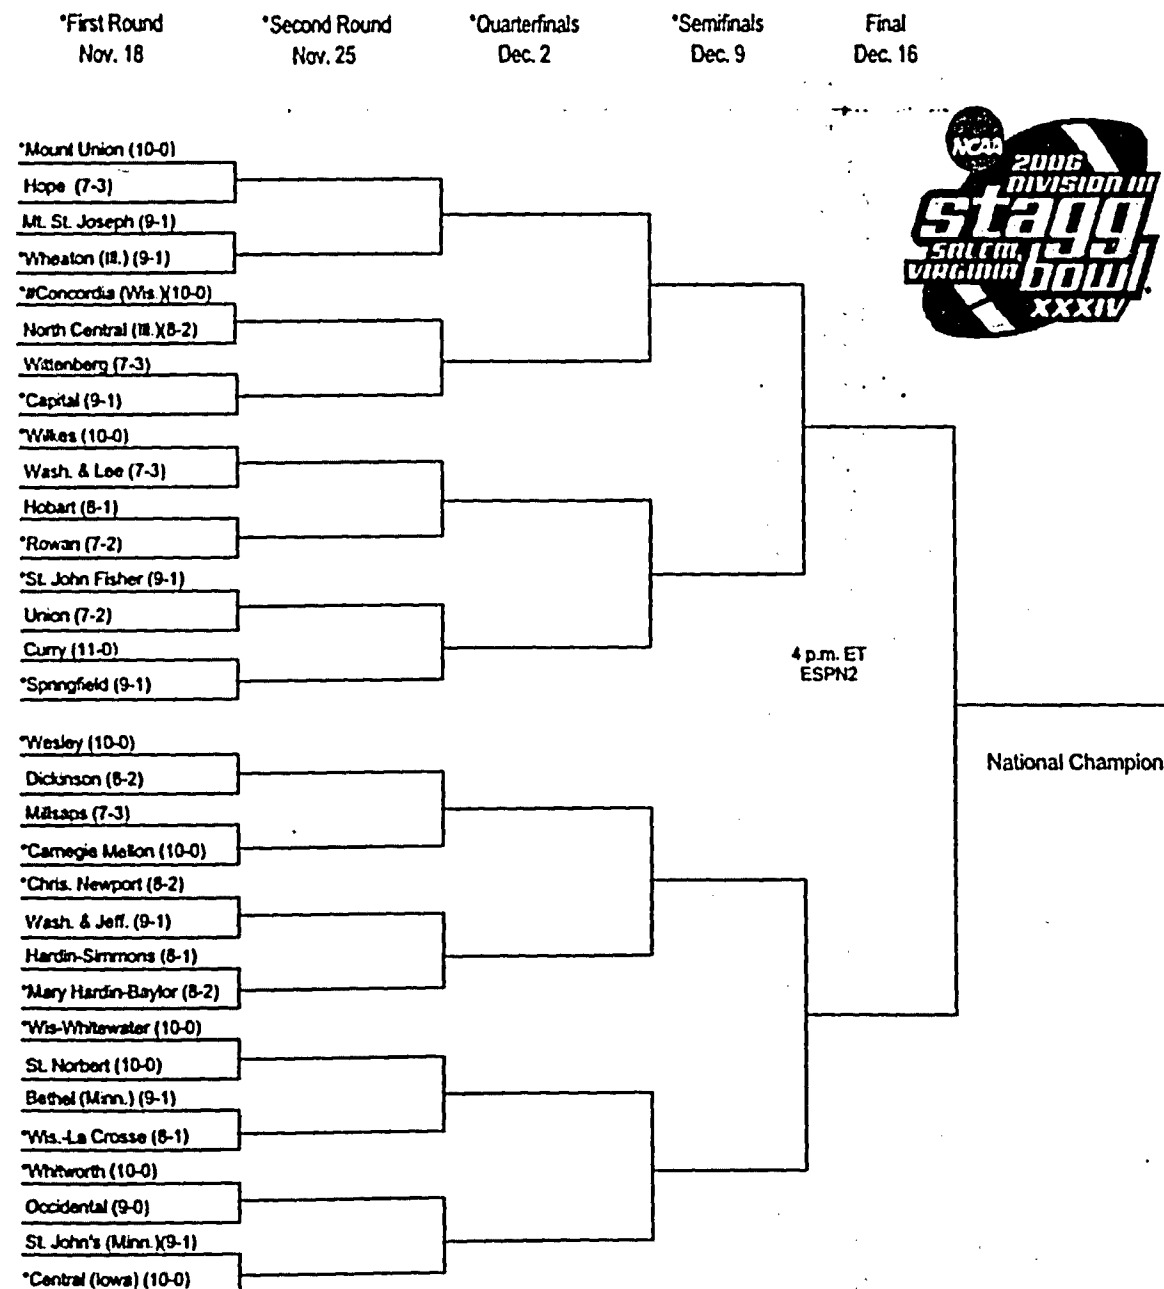 *First Round *Second Round *Quarterfinals *Semifinals Final
Nov. 18 Nov. 25 Dec. 2 Dec. 9 Dec. 16
NCAA
2006
DIVISION III
stagg
SALEM,
VIRGINIA bowl
XXXIV
*Mount Union (10-0)
Hope (7-3)
Mt. St. Joseph (9-1)
*Wheaton (Ill.) (9-1)
*#Concordia (Wis.)(10-0)
North Central (Ill.)(8-2)
Wittenberg (7-3)
*Capital (9-1)
*Wilkes (10-0)
Wash. & Lee (7-3)
Hobart (8-1)
*Rowan (7-2)
*St. John Fisher (9-1)
Union (7-2)
Curry (11-0)
*Springfield (9-1)
4 p.m. ET
ESPN2
*Wesley (10-0)
Dickinson (8-2)
Millsaps (7-3)
*Carnegie Mellon (10-0)
*Chris. Newport (8-2)
Wash. & Jeff. (9-1)
Hardin-Simmons (8-1)
*Mary Hardin-Baylor (8-2)
*Wis-Whitewater (10-0)
St. Norbert (10-0)
Bethel (Minn.) (9-1)
*Wis.-La Crosse (8-1)
*Whitworth (10-0)
Occidental (9-0)
St. John's (Minn.)(9-1)
*Central (Iowa) (10-0)
National Champion